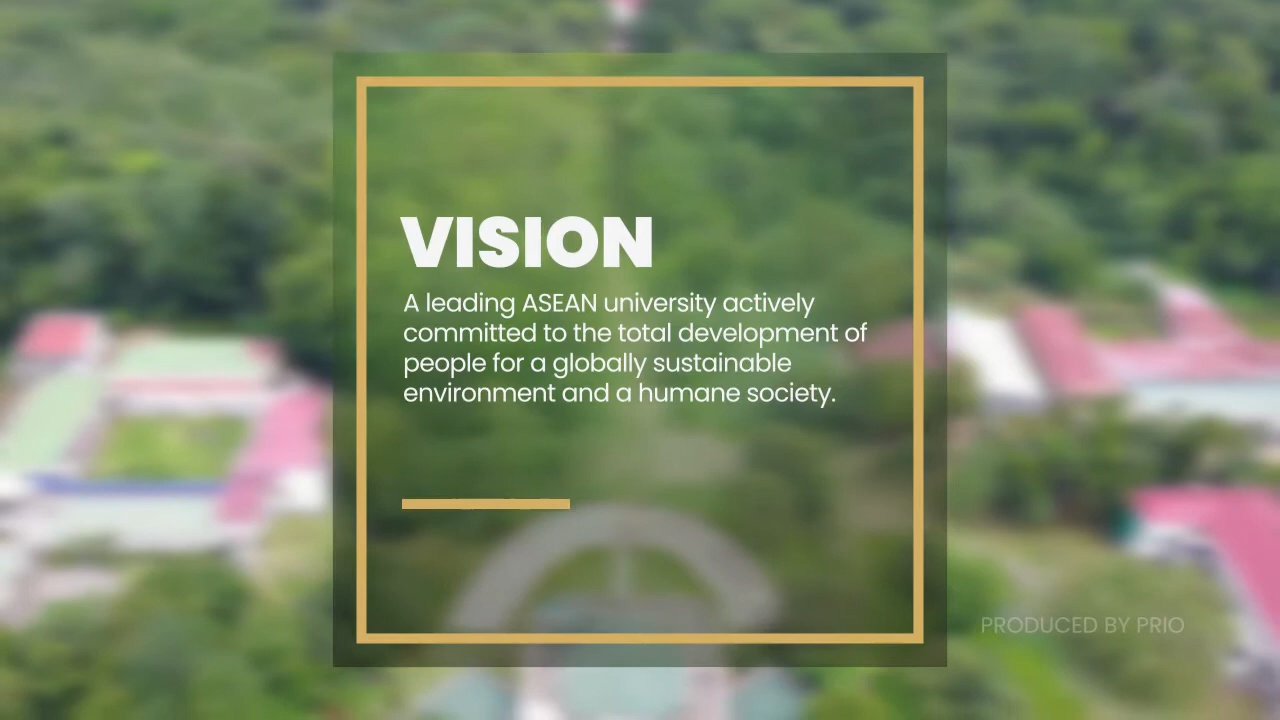 VISION
A leading ASEAN university actively
committed to the total development of
people for a globally sustainable
environment and a humane society.
PRODUCED BY PRIO